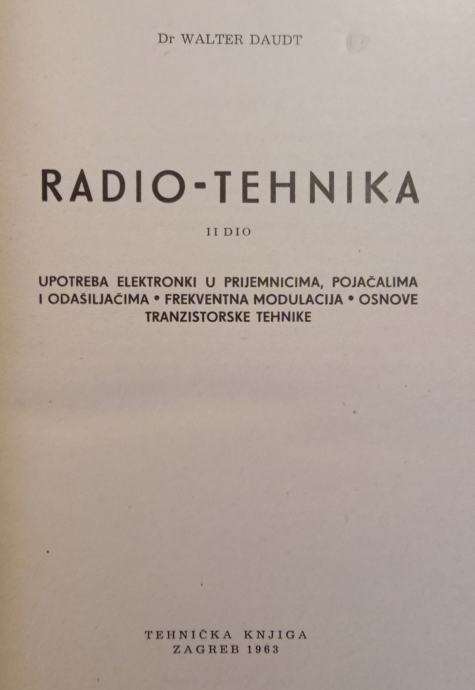 Dr WALTER DAUDT
RADIO-TEHNIKA
II DIO
UPOTREBA ELEKTRONKI U PRIJEMNICIMA, POJAČALIMA
I ODAŠILJAČIMA • FREKVENTNA MODULACIJA • OSNOVE
TRANZISTORSKE TEHNIKE
TEHNIČKA KNJIGA
ZAGREB 1963